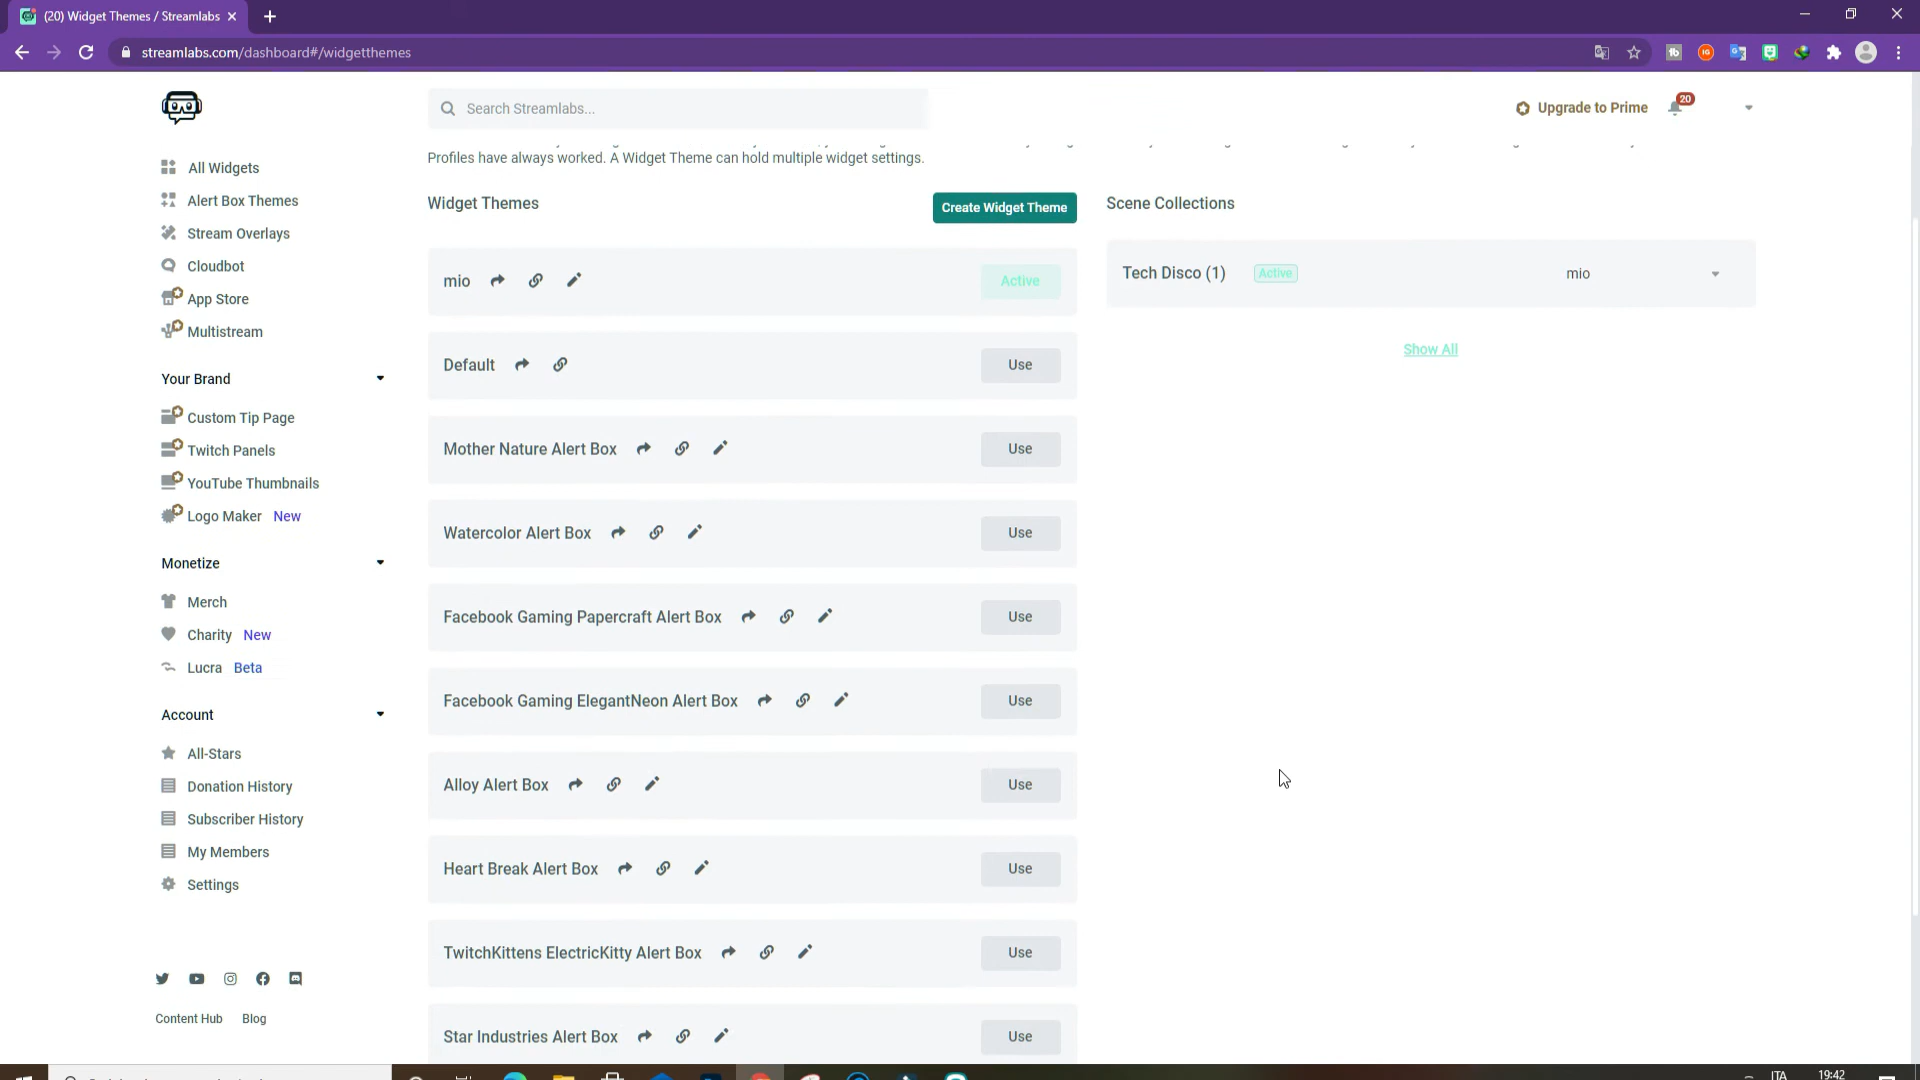 (20) Widget Themes / Streamlabs
streamlabs.com/dashboard#/widgetthemes
Search Streamlabs...
Upgrade to Prime
20
All Widgets
Alert Box Themes
Stream Overlays
Cloudbot
App Store
Multistream
Your Brand
Custom Tip Page
Twitch Panels
YouTube Thumbnails
Logo Maker New
Monetize
Merch
Charity New
Lucra Beta
Account
All-Stars
Donation History
Subscriber History
My Members
Settings
Content Hub Blog
Profiles have always worked. A Widget Theme can hold multiple widget settings.
Widget Themes
Create Widget Theme
mio
Active
Default
Use
Mother Nature Alert Box
Use
Watercolor Alert Box
Use
Facebook Gaming Papercraft Alert Box
Use
Facebook Gaming ElegantNeon Alert Box
Use
Alloy Alert Box
Use
Heart Break Alert Box
Use
TwitchKittens ElectricKitty Alert Box
Use
Star Industries Alert Box
Use
Scene Collections
Tech Disco (1)
Active
mio
Show All
ITA
19:42